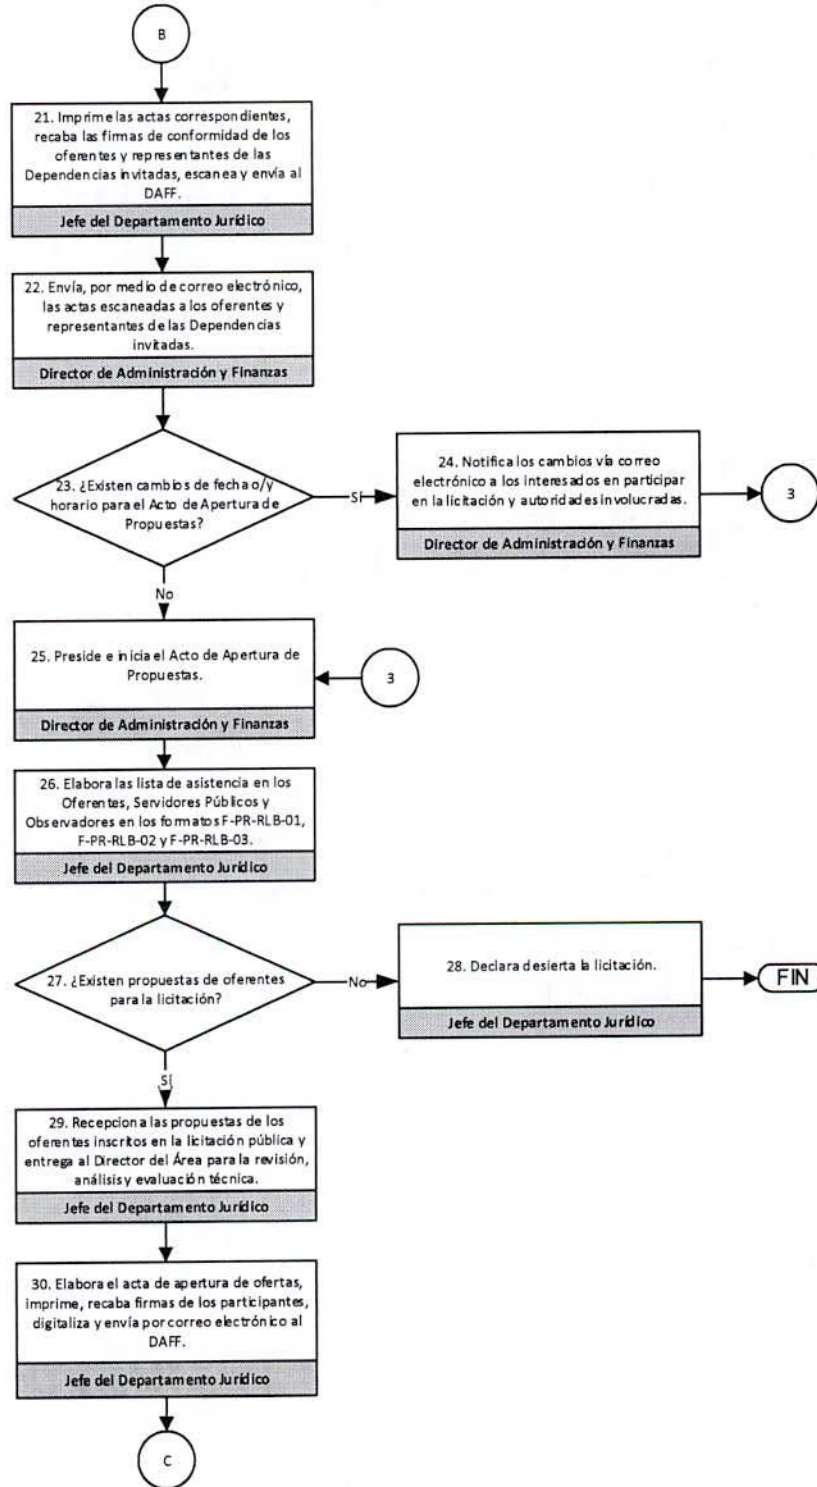 B
21. Imprime las actas correspondientes,
recaba las firmas de conformidad de los
oferentes y representantes de las
Dependencias invitadas, escanea y envía al
DAFF.
Jefe del Departamento Jurídico
22. Envía, por medio de correo electrónico,
las actas escaneadas a los oferentes y
representantes de las Dependencias
invitadas.
Director de Administración y Finanzas
23. ¿Existen cambios de fecha o/y
horario para el Acto de Apertura de
Propuestas?
Sí
24. Notifica los cambios vía correo
electrónico a los interesados en participar
en la licitación y autoridades involucradas.
Director de Administración y Finanzas
3
No
25. Preside e inicia el Acto de Apertura de
Propuestas.
Director de Administración y Finanzas
3
26. Elabora las lista de asistencia en los
Oferentes, Servidores Públicos y
Observadores en los formatos F-PR-RLB-01,
F-PR-RLB-02 y F-PR-RLB-03.
Jefe del Departamento Jurídico
27. ¿Existen propuestas de oferentes
para la licitación?
No
28. Declara desierta la licitación.
Jefe del Departamento Jurídico
FIN
Sí
29. Recepciona las propuestas de los
oferentes inscritos en la licitación pública y
entrega al Director del Área para la revisión,
análisis y evaluación técnica.
Jefe del Departamento Jurídico
30. Elabora el acta de apertura de ofertas,
imprime, recaba firmas de los participantes,
digitaliza y envía por correo electrónico al
DAFF.
Jefe del Departamento Jurídico
C